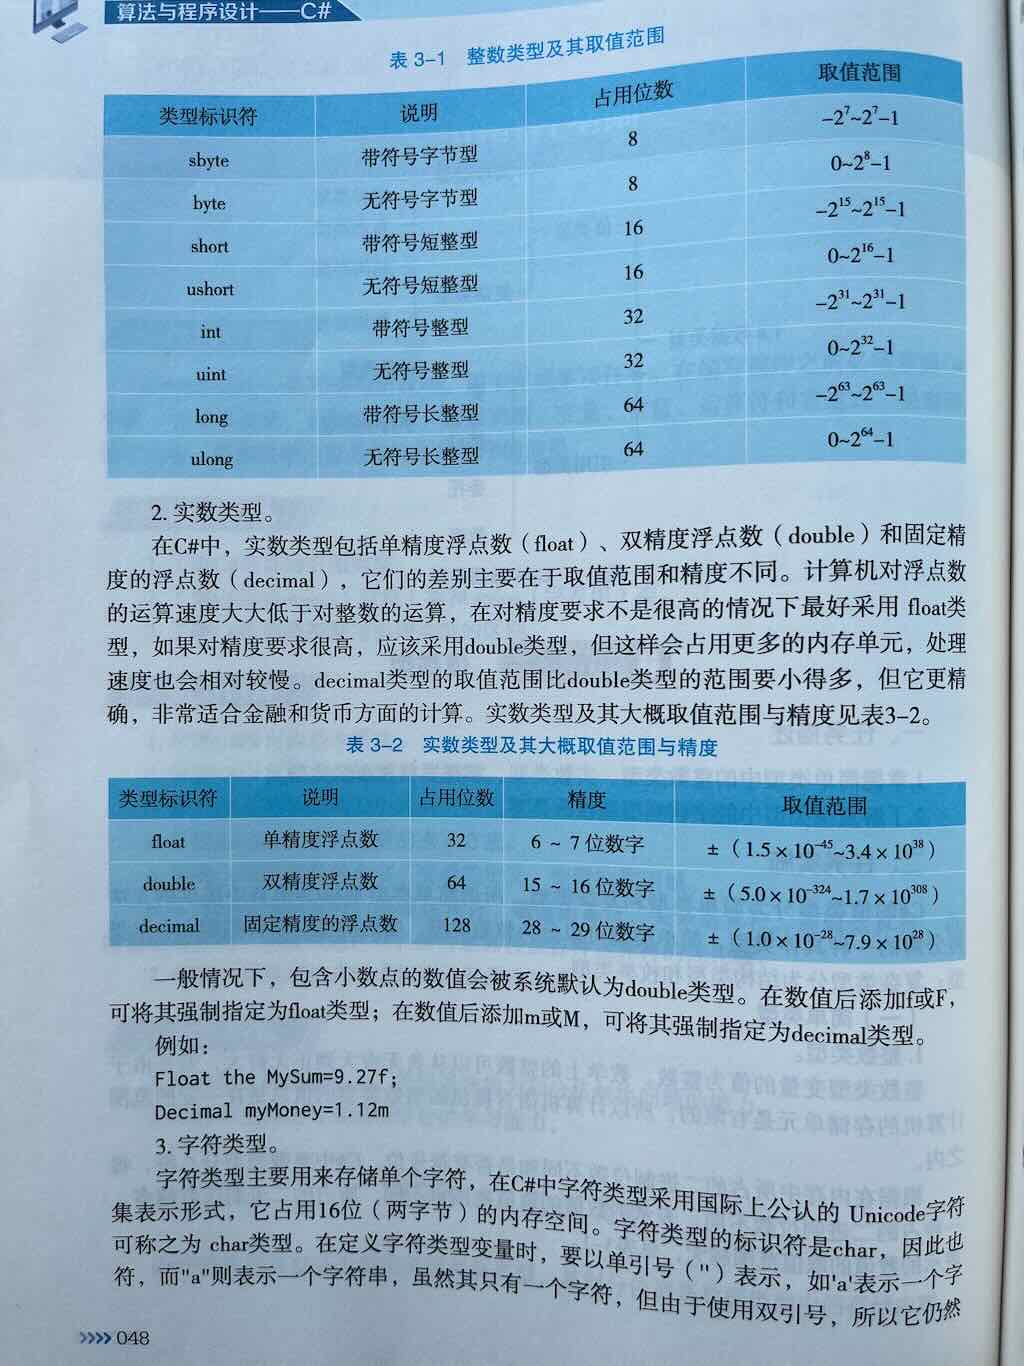 算法与程序设计——C#
表 3-1 整数类型及其取值范围
类型标识符 说明 占用位数 取值范围
sbyte 带符号字节型 8 -2⁷~2⁷-1
byte 无符号字节型 8 0~2⁸-1
short 带符号短整型 16 -2¹⁵~2¹⁵-1
ushort 无符号短整型 16 0~2¹⁶-1
int 带符号整型 32 -2³¹~2³¹-1
uint 无符号整型 32 0~2³²-1
long 带符号长整型 64 -2⁶³~2⁶³-1
ulong 无符号长整型 64 0~2⁶⁴-1
2. 实数类型。
在C#中，实数类型包括单精度浮点数（float）、双精度浮点数（double）和固定精
度的浮点数（decimal），它们的差别主要在于取值范围和精度不同。计算机对浮点数
的运算速度大大低于对整数的运算，在对精度要求不是很高的情况下最好采用 float类
型，如果对精度要求很高，应该采用double类型，但这样会占用更多的内存单元，处理
速度也会相对较慢。decimal类型的取值范围比double类型的范围要小得多，但它更精
确，非常适合金融和货币方面的计算。实数类型及其大概取值范围与精度见表3-2。
表 3-2 实数类型及其大概取值范围与精度
类型标识符 说明 占用位数 精度 取值范围
float 单精度浮点数 32 6 ~ 7 位数字 ±（1.5×10⁻⁴⁵~3.4×10³⁸）
double 双精度浮点数 64 15 ~ 16 位数字 ±（5.0×10⁻³²⁴~1.7×10³⁰⁸）
decimal 固定精度的浮点数 128 28 ~ 29 位数字 ±（1.0×10⁻²⁸~7.9×10²⁸）
一般情况下，包含小数点的数值会被系统默认为double类型。在数值后添加f或F，
可将其强制指定为float类型；在数值后添加m或M，可将其强制指定为decimal类型。
例如：
Float the MySum=9.27f;
Decimal myMoney=1.12m
3. 字符类型。
字符类型主要用来存储单个字符，在C#中字符类型采用国际上公认的 Unicode字符
集表示形式，它占用16位（两字节）的内存空间。字符类型的标识符是char，因此也
可称之为 char类型。在定义字符类型变量时，要以单引号（''）表示，如'a'表示一个字
符，而"a"则表示一个字符串，虽然其只有一个字符，但由于使用双引号，所以它仍然
>>>> 048